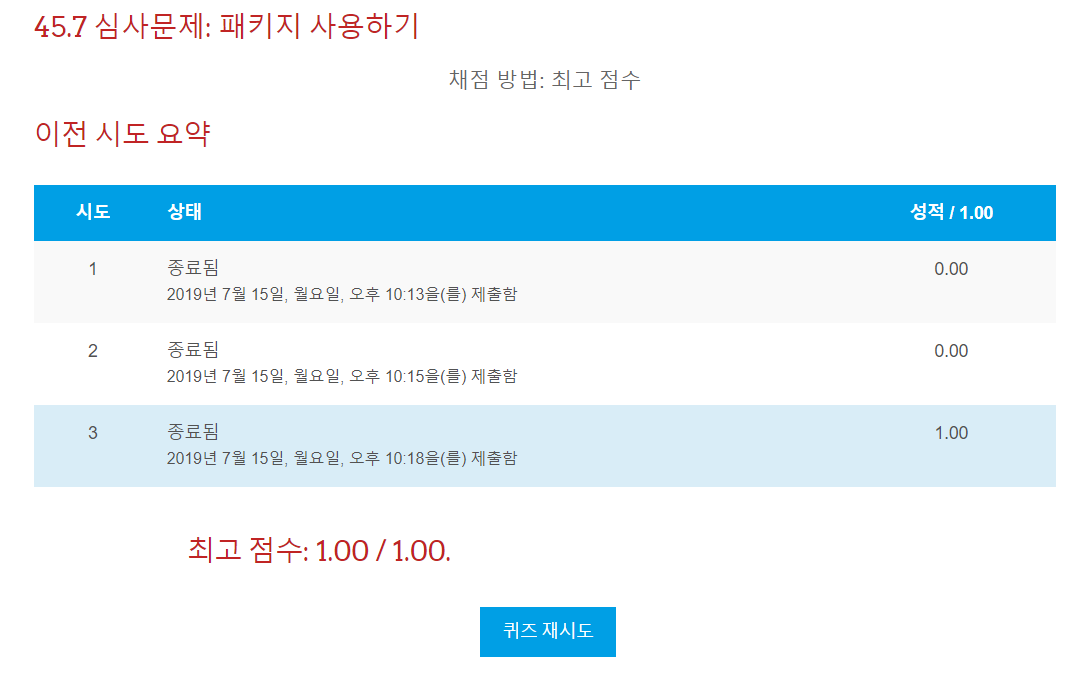 45.7 심사문제: 패키지 사용하기
채점 방법: 최고 점수
이전 시도 요약
시도 상태 성적 / 1.00
1 종료됨 0.00
2019년 7월 15일, 월요일, 오후 10:13을(를) 제출함
2 종료됨 0.00
2019년 7월 15일, 월요일, 오후 10:15을(를) 제출함
3 종료됨 1.00
2019년 7월 15일, 월요일, 오후 10:18을(를) 제출함
최고 점수: 1.00 / 1.00.
퀴즈 재시도